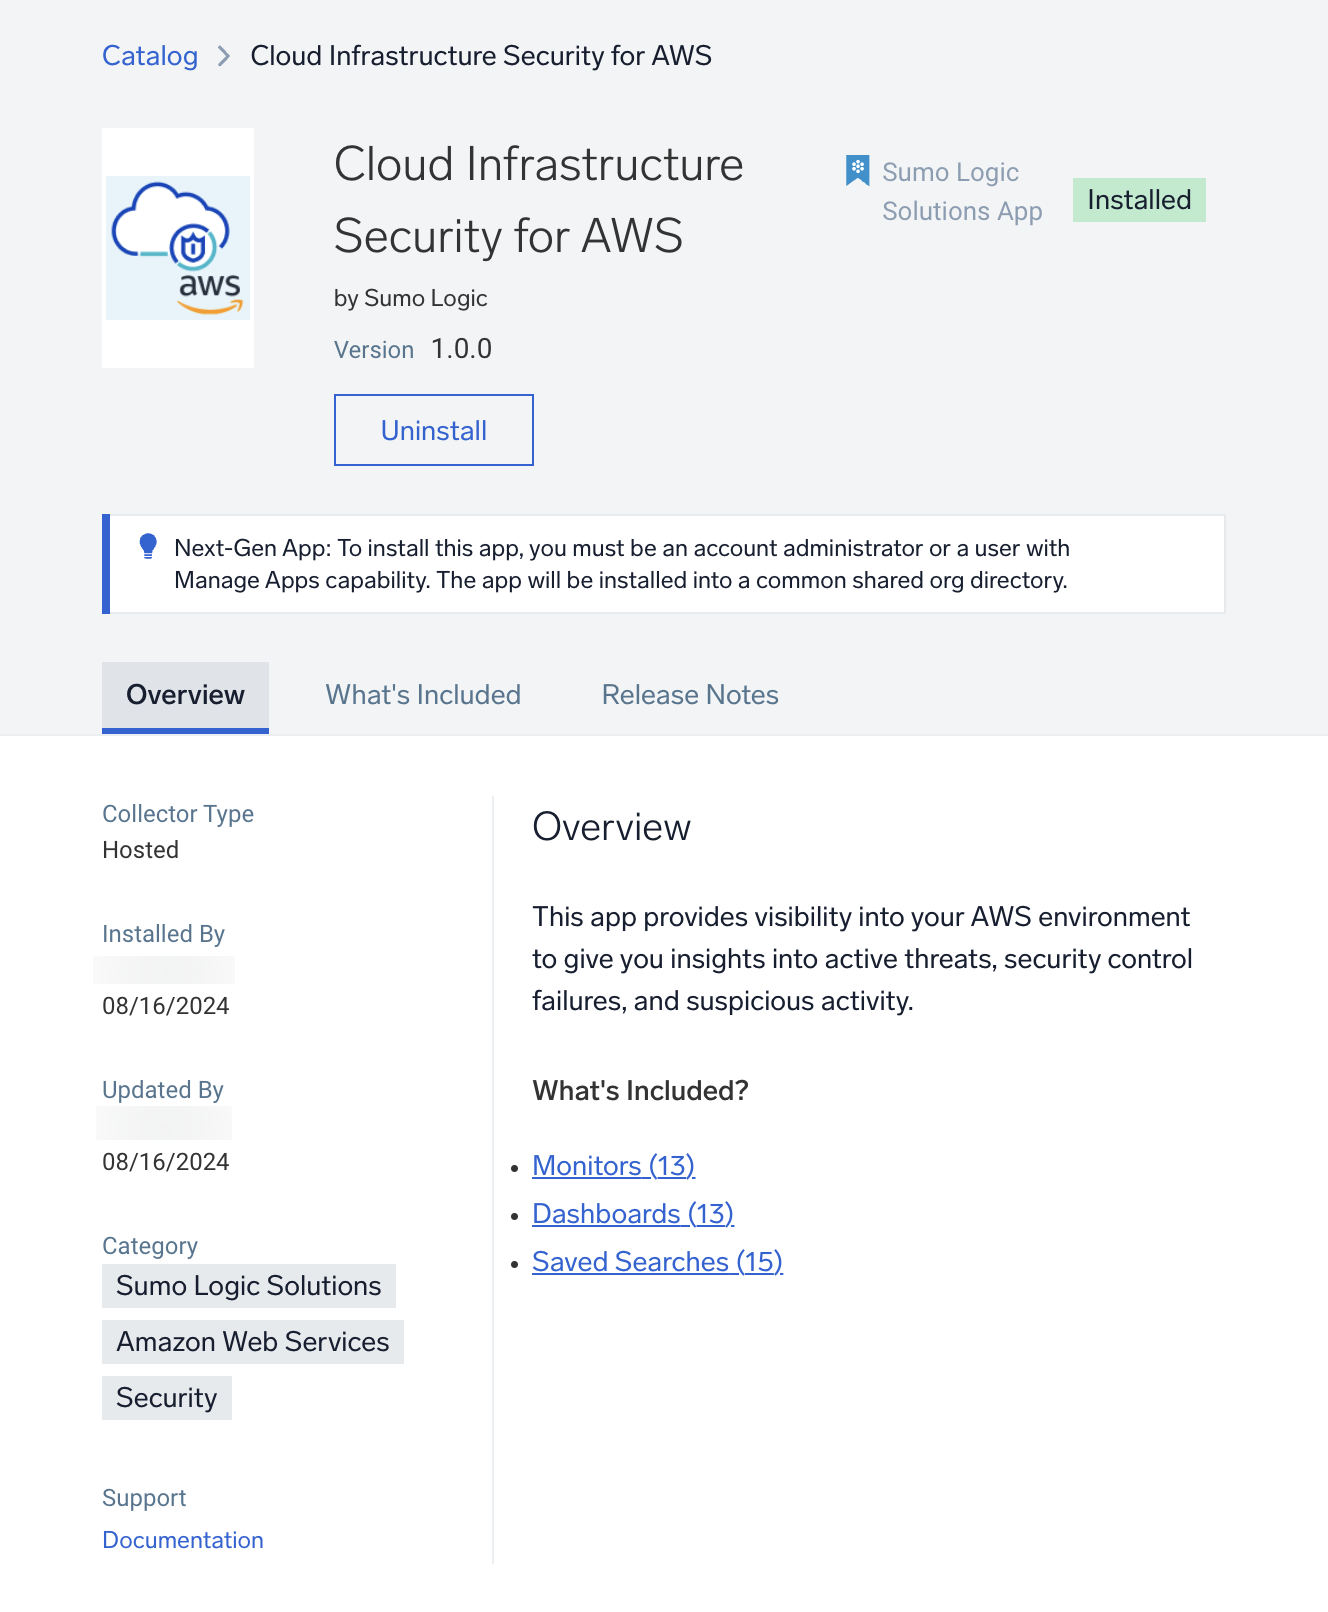 Catalog > Cloud Infrastructure Security for AWS
aws
Cloud Infrastructure
Security for AWS
by Sumo Logic
Version 1.0.0
Uninstall
Sumo Logic
Solutions App
Installed
Next-Gen App: To install this app, you must be an account administrator or a user with
Manage Apps capability. The app will be installed into a common shared org directory.
Overview What's Included Release Notes
Collector Type
Hosted
Installed By
08/16/2024
Updated By
08/16/2024
Category
Sumo Logic Solutions
Amazon Web Services
Security
Support
Documentation
Overview
This app provides visibility into your AWS environment
to give you insights into active threats, security control
failures, and suspicious activity.
What's Included?
• Monitors (13)
• Dashboards (13)
• Saved Searches (15)